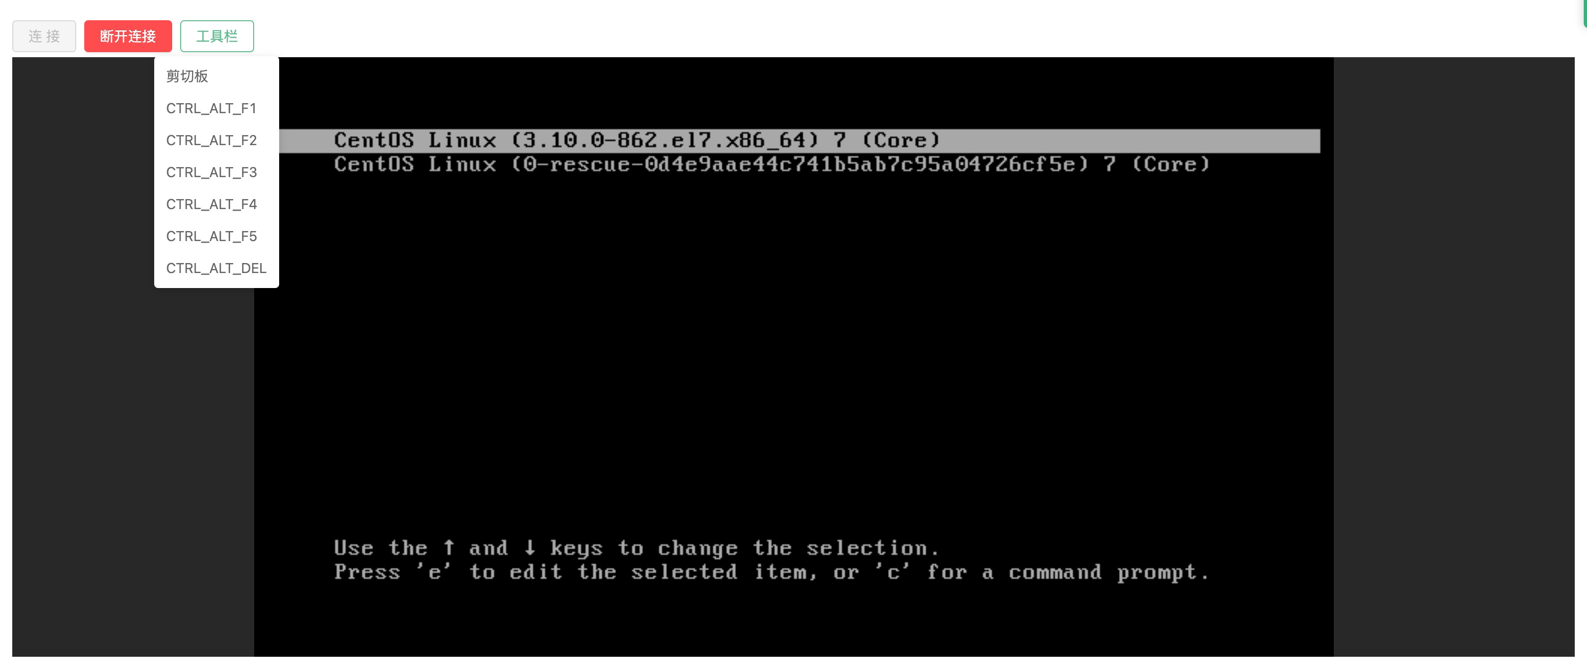 连 接
断开连接
工具栏
剪切板
CTRL_ALT_F1
CTRL_ALT_F2
CTRL_ALT_F3
CTRL_ALT_F4
CTRL_ALT_F5
CTRL_ALT_DEL
CentOS Linux (3.10.0-862.el7.x86_64) 7 (Core)
CentOS Linux (0-rescue-0d4e9aae44c741b5ab7c95a04726cf5e) 7 (Core)
Use the ↑ and ↓ keys to change the selection.
Press 'e' to edit the selected item, or 'c' for a command prompt.